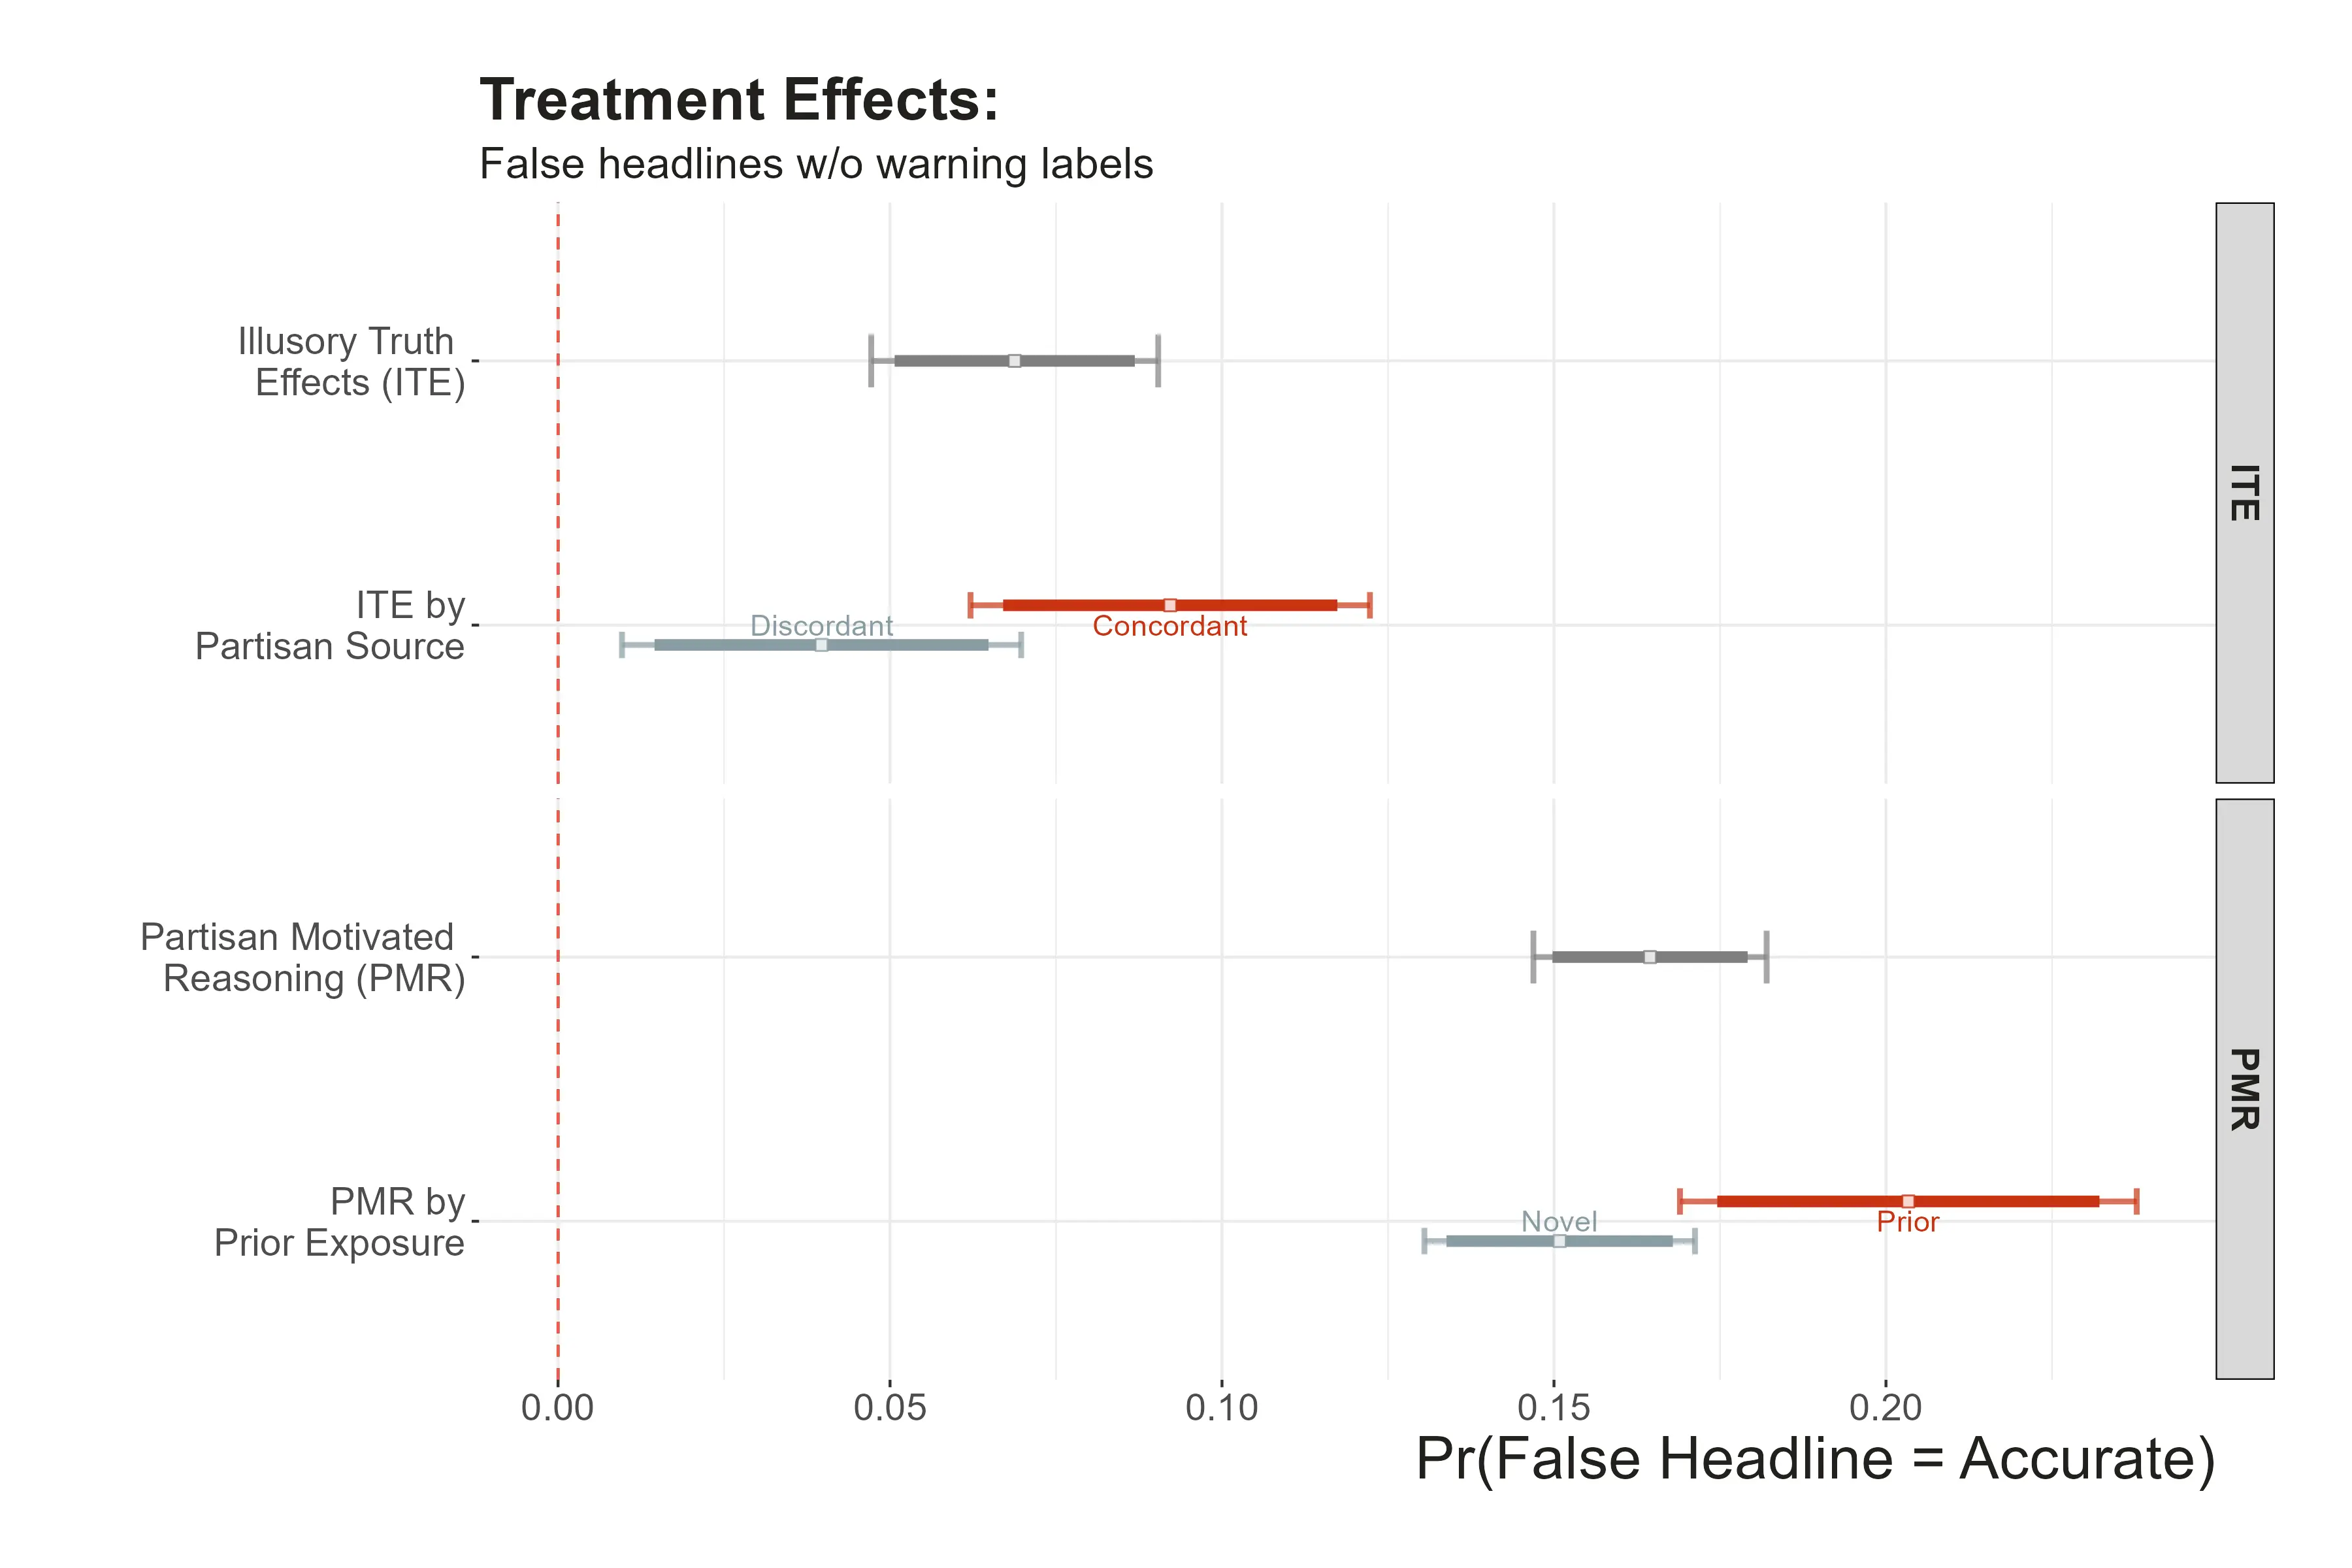 Treatment Effects:
False headlines w/o warning labels
Illusory Truth
Effects (ITE)
ITE by
Partisan Source
Discordant
Concordant
ITE
Partisan Motivated
Reasoning (PMR)
PMR by
Prior Exposure
Novel
Prior
PMR
0.00
0.05
0.10
0.15
0.20
Pr(False Headline = Accurate)